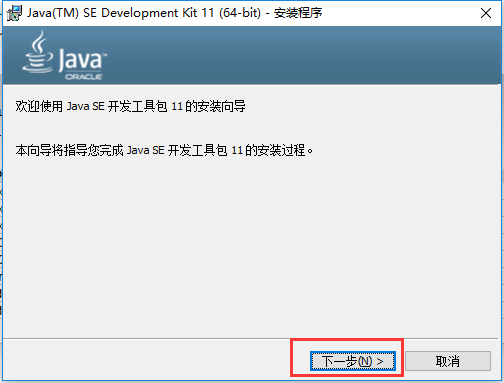 Java(TM) SE Development Kit 11 (64-bit) - 安装程序
Java™
ORACLE
欢迎使用 Java SE 开发工具包 11 的安装向导
本向导将指导您完成 Java SE 开发工具包 11 的安装过程。
下一步(N) >
取消